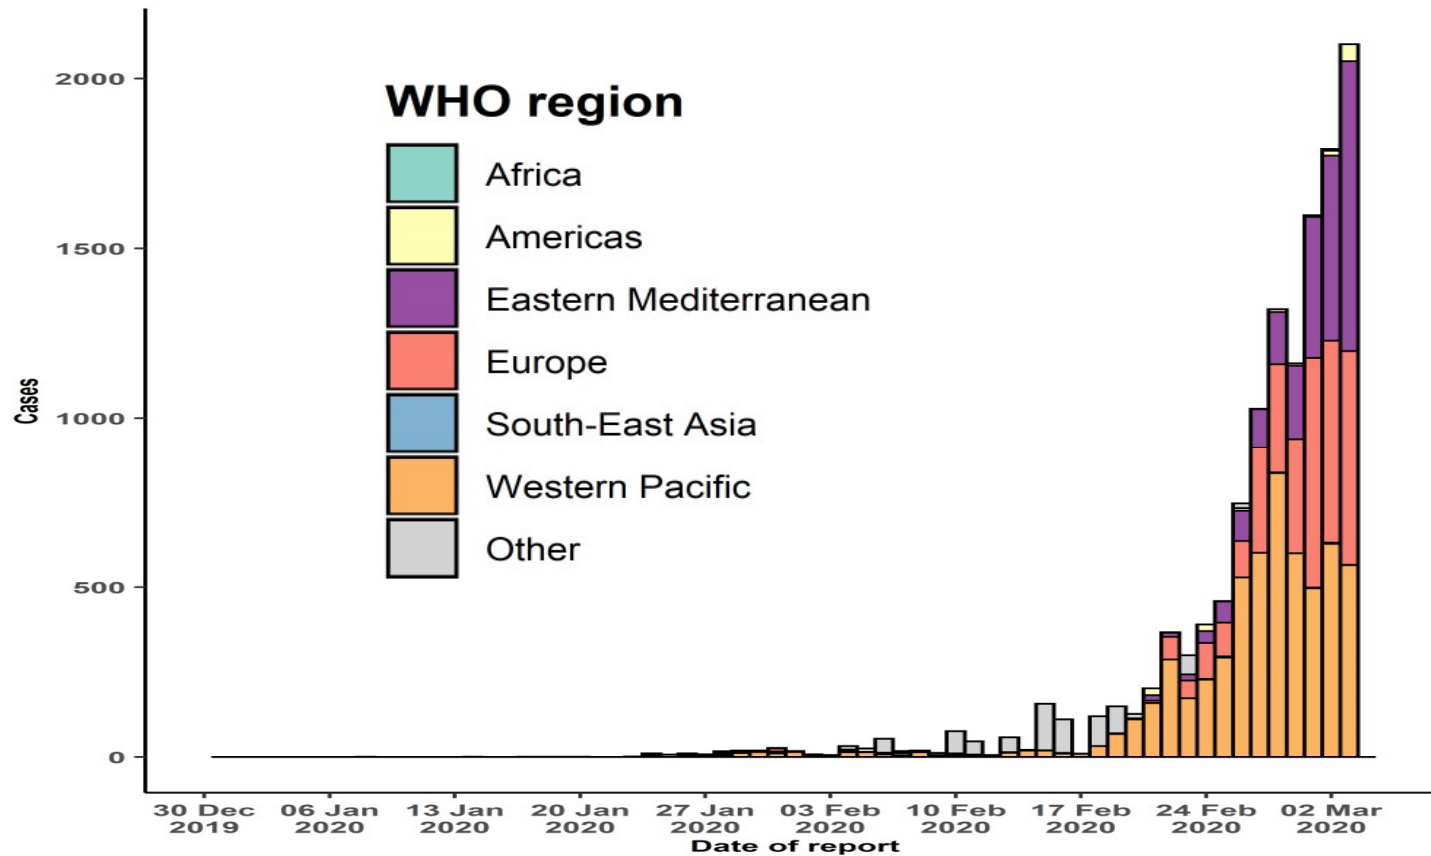 2000
1500
1000
500
0
Cases
WHO region
Africa
Americas
Eastern Mediterranean
Europe
South-East Asia
Western Pacific
Other
30 Dec 06 Jan 13 Jan 20 Jan 27 Jan 03 Feb 10 Feb 17 Feb 24 Feb 02 Mar
2019 2020 2020 2020 2020 2020 2020 2020 2020 2020
Date of report